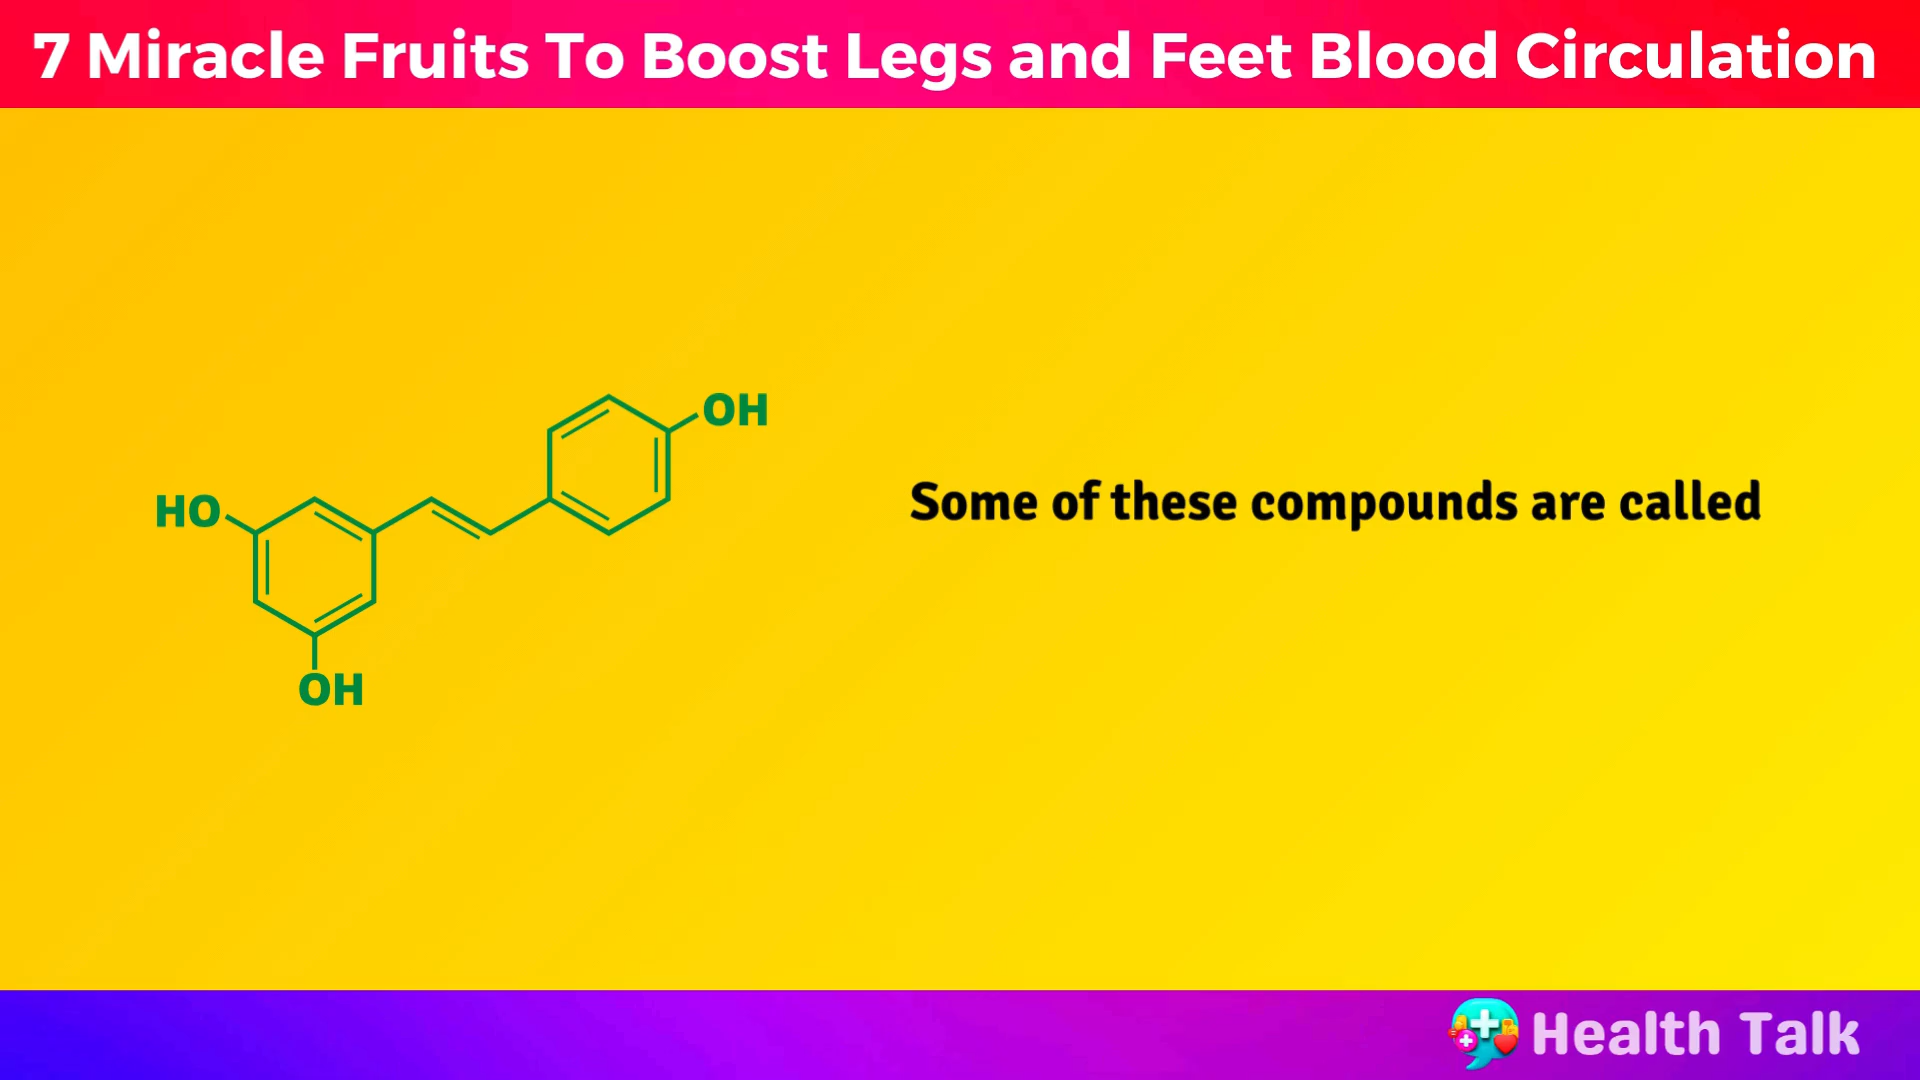 7 Miracle Fruits To Boost Legs and Feet Blood Circulation
OH
HO
Some of these compounds are called
OH
Health Talk